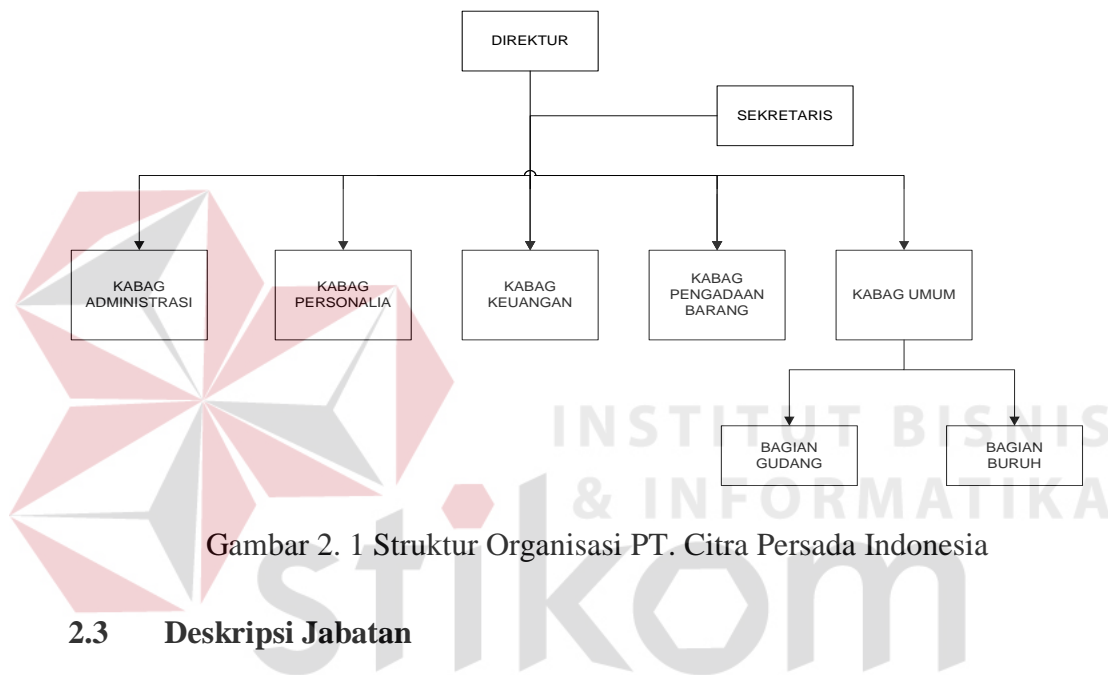 DIREKTUR
SEKRETARIS
KABAG
ADMINISTRASI
KABAG
PERSONALIA
KABAG
KEUANGAN
KABAG
PENGADAAN
BARANG
KABAG UMUM
BAGIAN
GUDANG
BAGIAN
BURUH
INSTITUT BISNIS
& INFORMATIKA
stikom
Gambar 2. 1 Struktur Organisasi PT. Citra Persada Indonesia
2.3 Deskripsi Jabatan